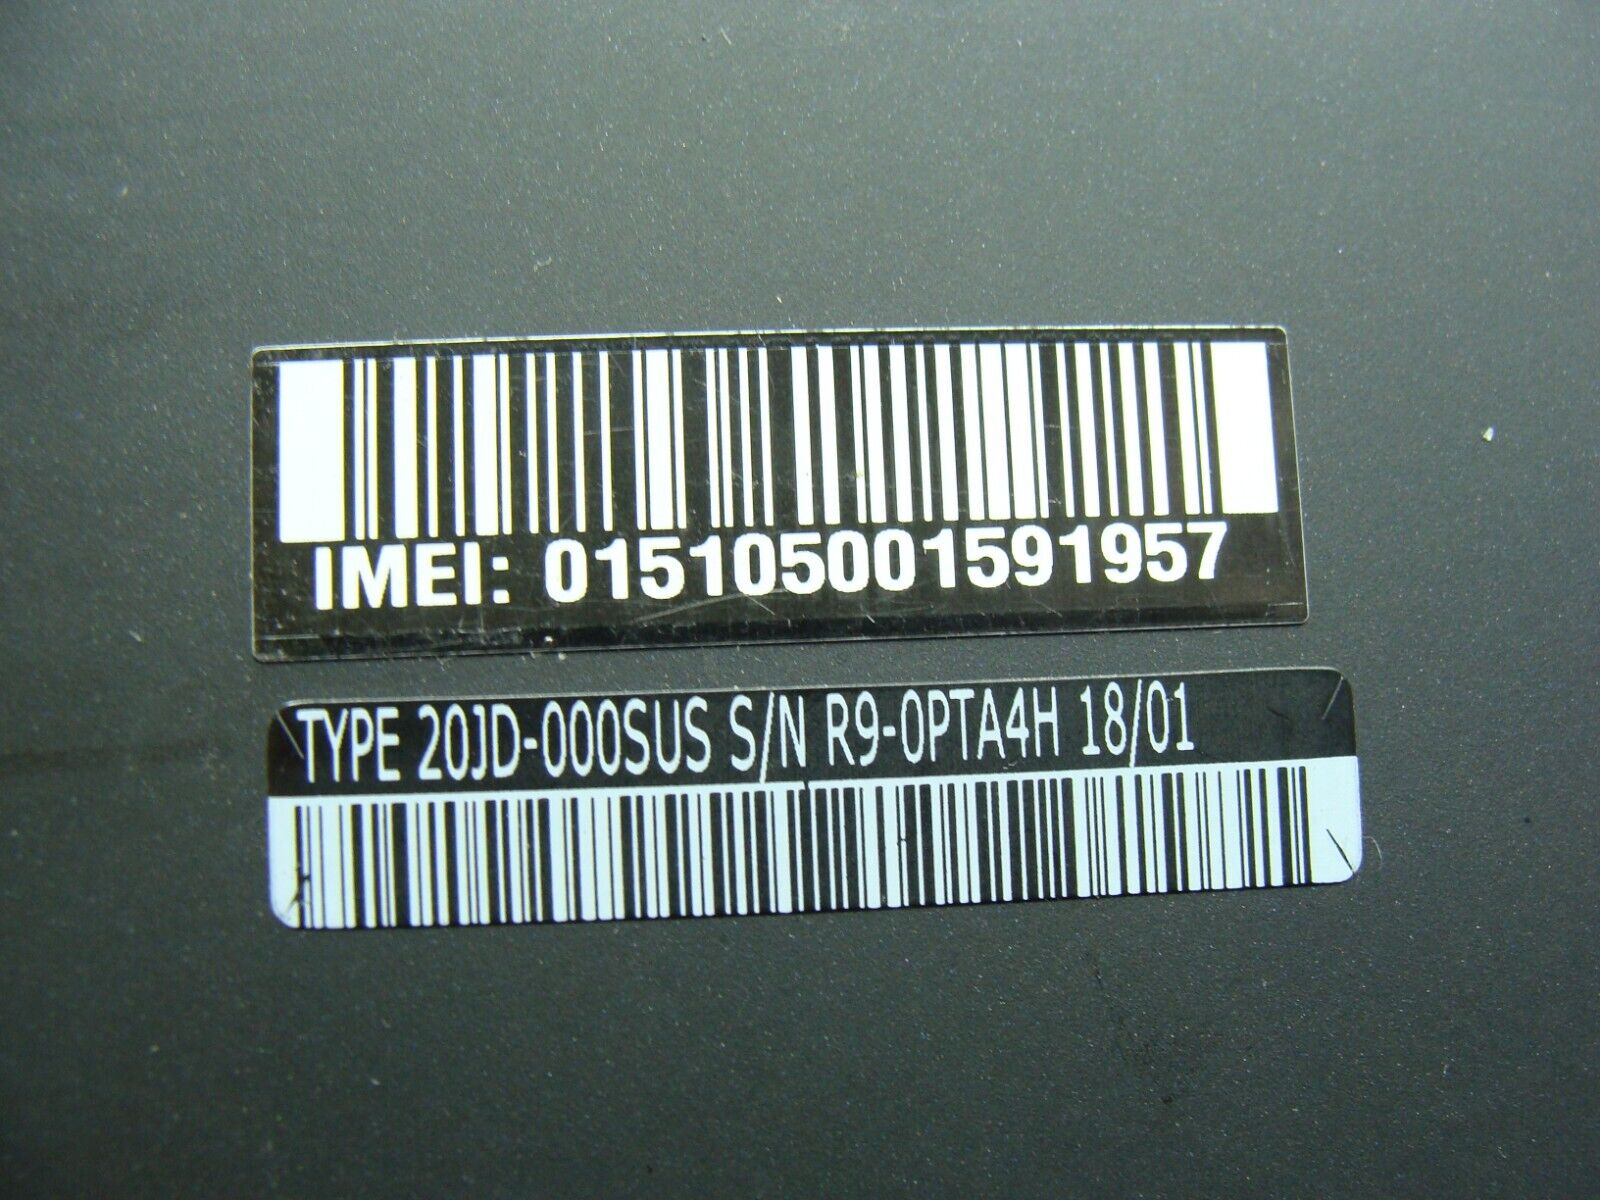 IMEI: 015105001591957
TYPE 20JD-000SUS S/N R9-0PTA4H 18/01